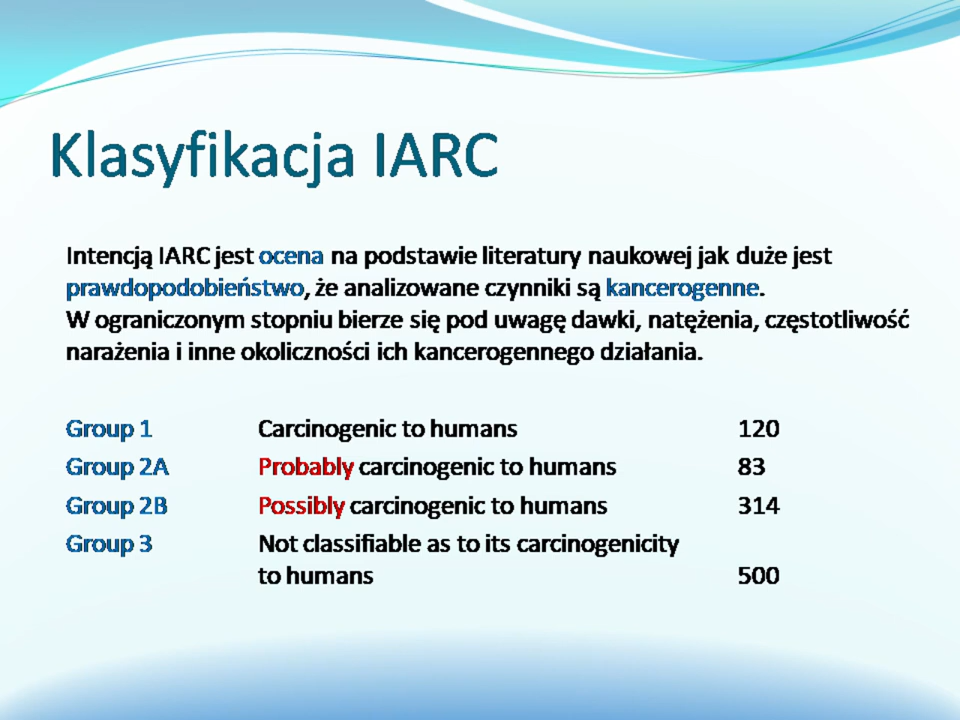 Klasyfikacja IARC
Intencją IARC jest ocena na podstawie literatury naukowej jak duże jest
prawdopodobieństwo, że analizowane czynniki są kancerogenne.
W ograniczonym stopniu bierze się pod uwagę dawki, natężenia, częstotliwość
narażenia i inne okoliczności ich kancerogennego działania.
Group 1 Carcinogenic to humans 120
Group 2A Probably carcinogenic to humans 83
Group 2B Possibly carcinogenic to humans 314
Group 3 Not classifiable as to its carcinogenicity
to humans 500